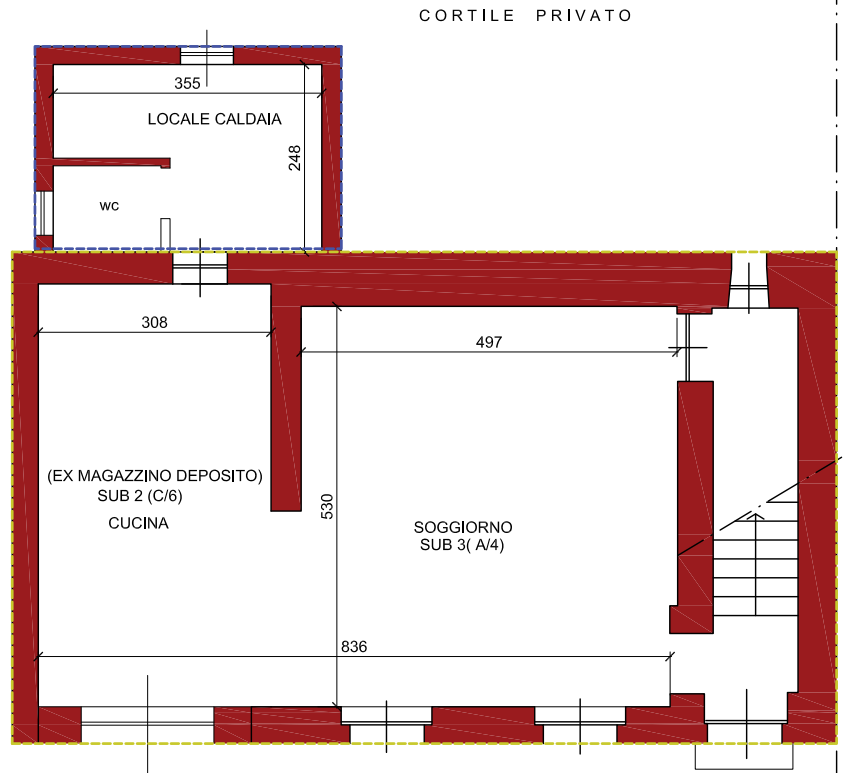 CORTILE PRIVATO
355
LOCALE CALDAIA
248
wc
308
497
(EX MAGAZZINO DEPOSITO)
SUB 2 (C/6)
CUCINA
530
SOGGIORNO
SUB 3( A/4)
836